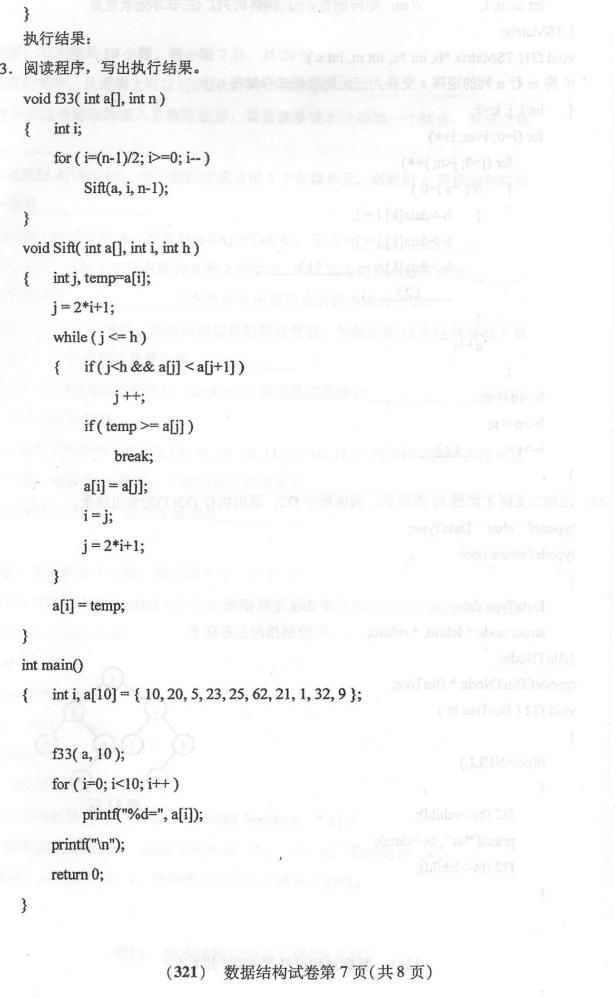 }
执行结果:
3. 阅读程序，写出执行结果。
void f33( int a[], int n )
{ int i;
for ( i=(n-1)/2; i>=0; i-- )
Sift(a, i, n-1);
}
void Sift( int a[], int i, int h )
{ int j, temp=a[i];
j = 2*i+1;
while ( j <= h )
{ if ( j<h && a[j] < a[j+1] )
j ++;
if ( temp >= a[j] )
break;
a[i] = a[j];
i = j;
j = 2*i+1;
}
a[i] = temp;
}
int main()
{ int i, a[10] = { 10, 20, 5, 23, 25, 62, 21, 1, 32, 9 };
f33( a, 10 );
for ( i=0; i<10; i++ )
printf("%d=", a[i]);
printf("\n");
return 0;
}
(321) 数据结构试卷第 7 页(共 8 页)